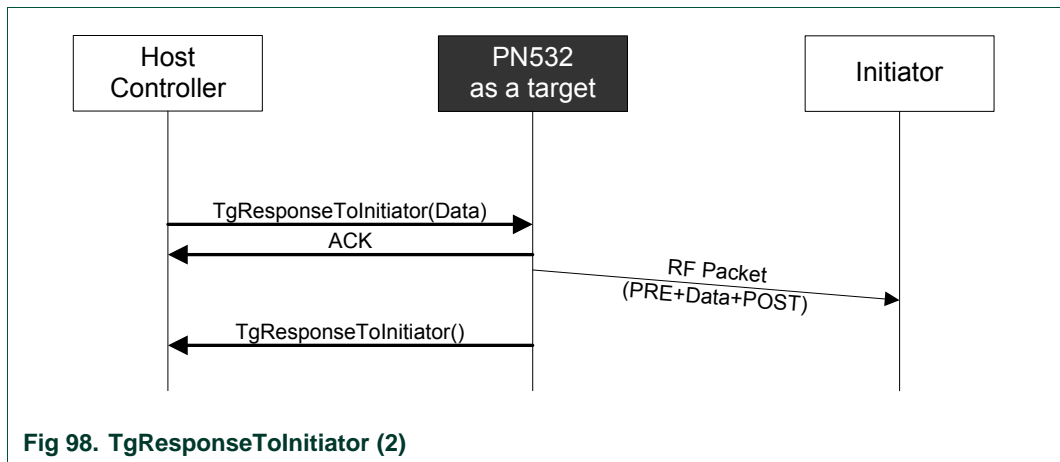 Host
Controller
PN532
as a target
Initiator
TgResponseToInitiator(Data)
ACK
RF Packet
(PRE+Data+POST)
TgResponseToInitiator()
Fig 98. TgResponseToInitiator (2)